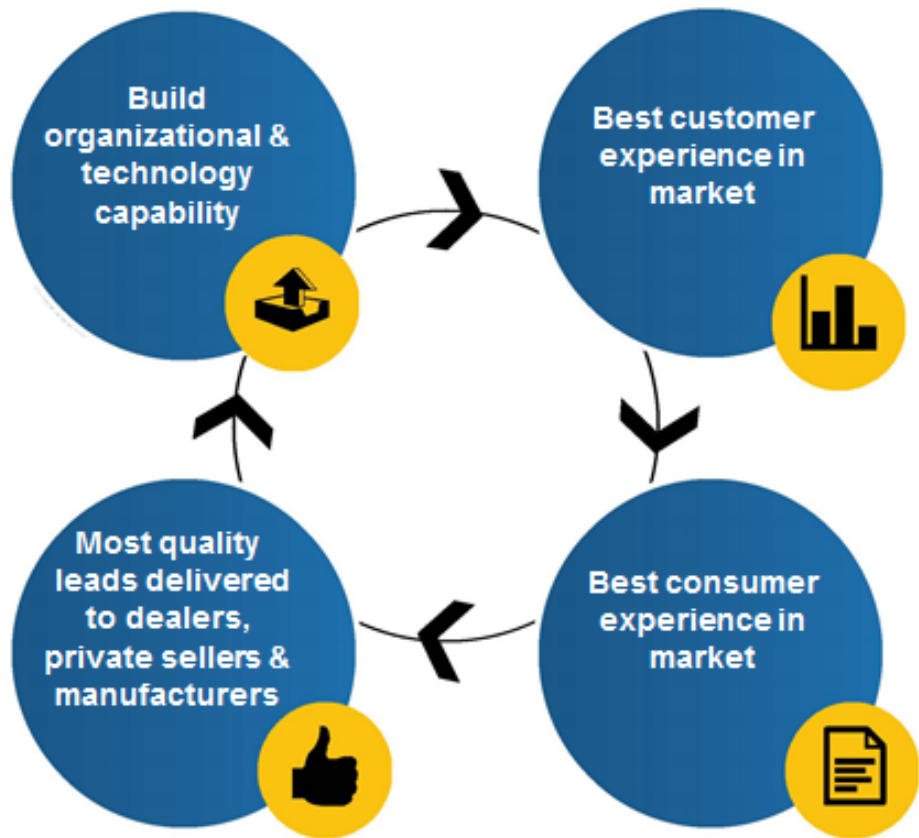 Build
organizational &
technology
capability
Best customer
experience in
market
Best consumer
experience in
market
Most quality
leads delivered
to dealers,
private sellers &
manufacturers